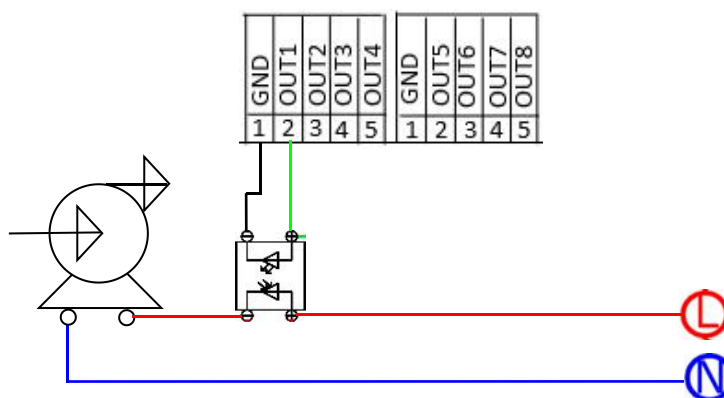 GND OUT1 OUT2 OUT3 OUT4 GND OUT5 OUT6 OUT7 OUT8
1 2 3 4 5 1 2 3 4 5
L
N